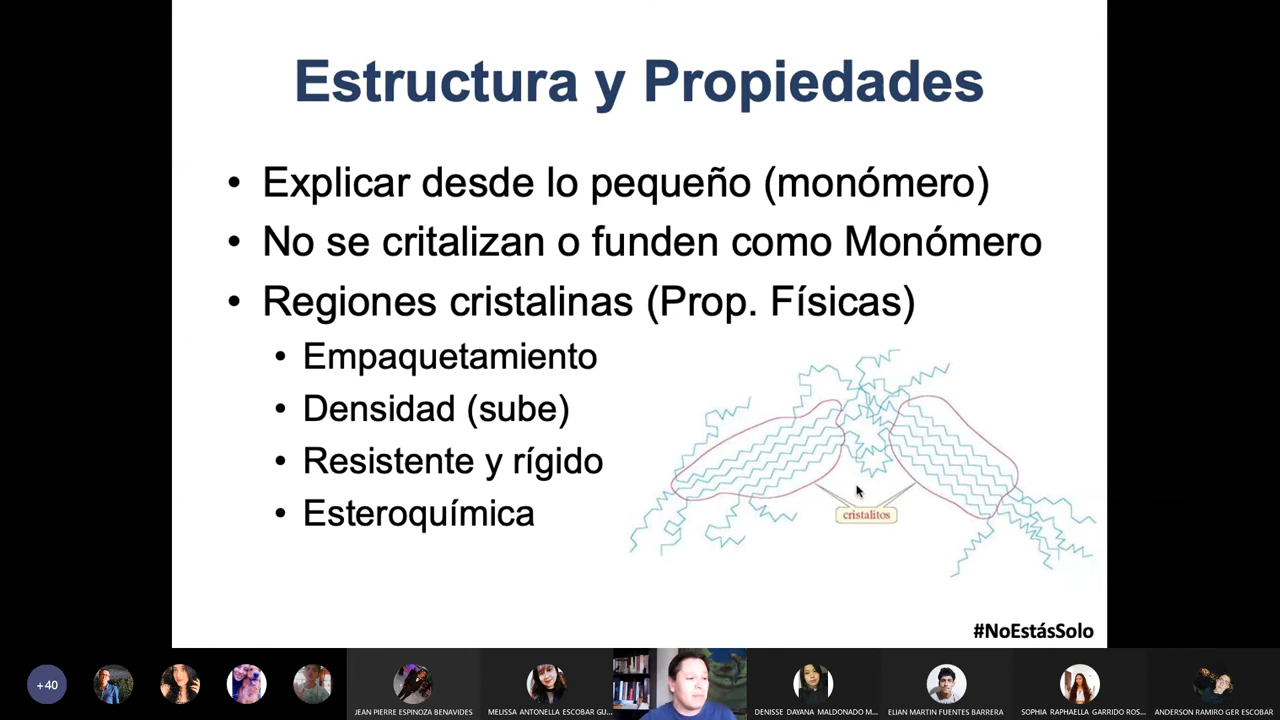 Estructura y Propiedades
• Explicar desde lo pequeño (monómero)
• No se critalizan o funden como Monómero
• Regiones cristalinas (Prop. Físicas)
• Empaquetamiento
• Densidad (sube)
• Resistente y rígido
• Esteroquímica
cristalitos
#NoEstásSolo
+40
JEAN PIERRE ESPINOZA BENAVIDES
MELISSA ANTONELLA ESCOBAR GU...
DENISSE DAYANA MALDONADO M...
ELIAN MARTIN FUENTES BARRERA
SOPHIA RAPHAELLA GARRIDO ROS...
ANDERSON RAMIRO GER ESCOBAR